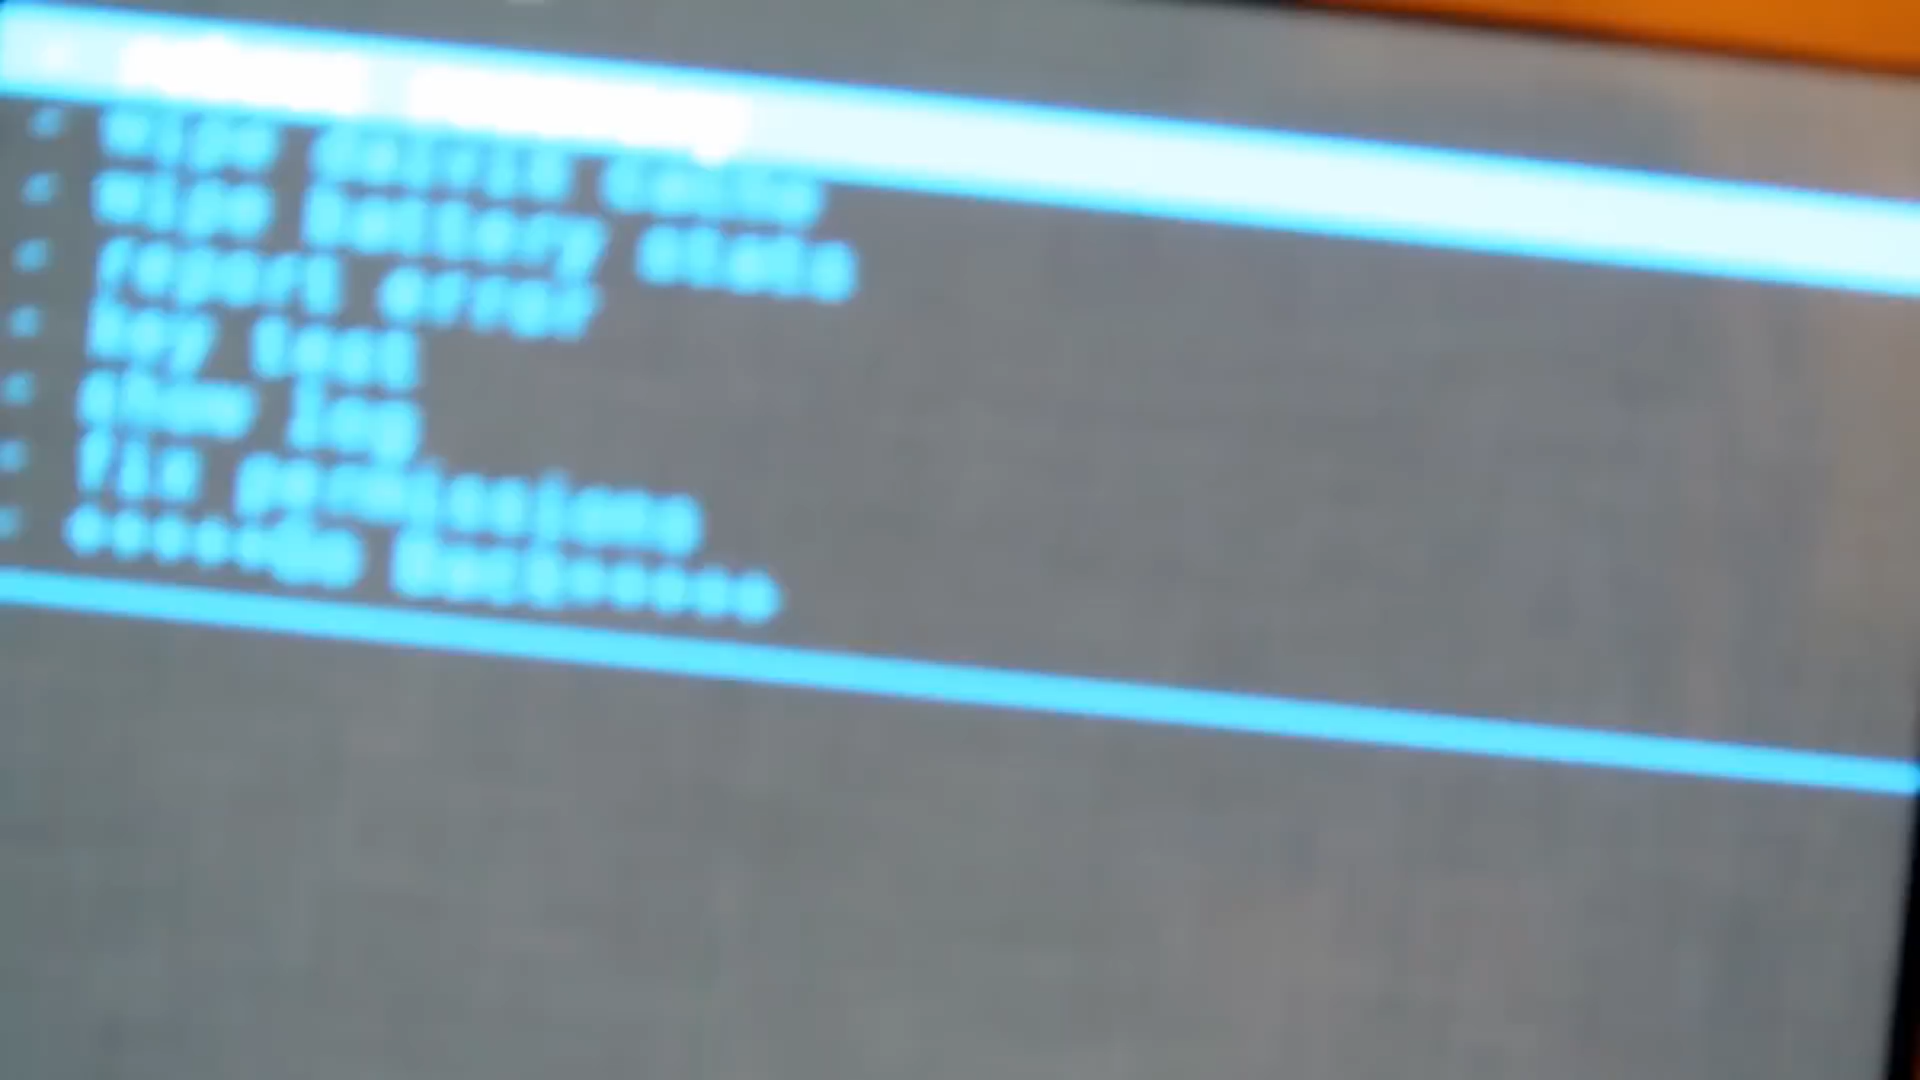 - wipe dalvik cache
- wipe battery stats
- report error
- key test
- show log
- fix permissions
- +++++Go Back+++++